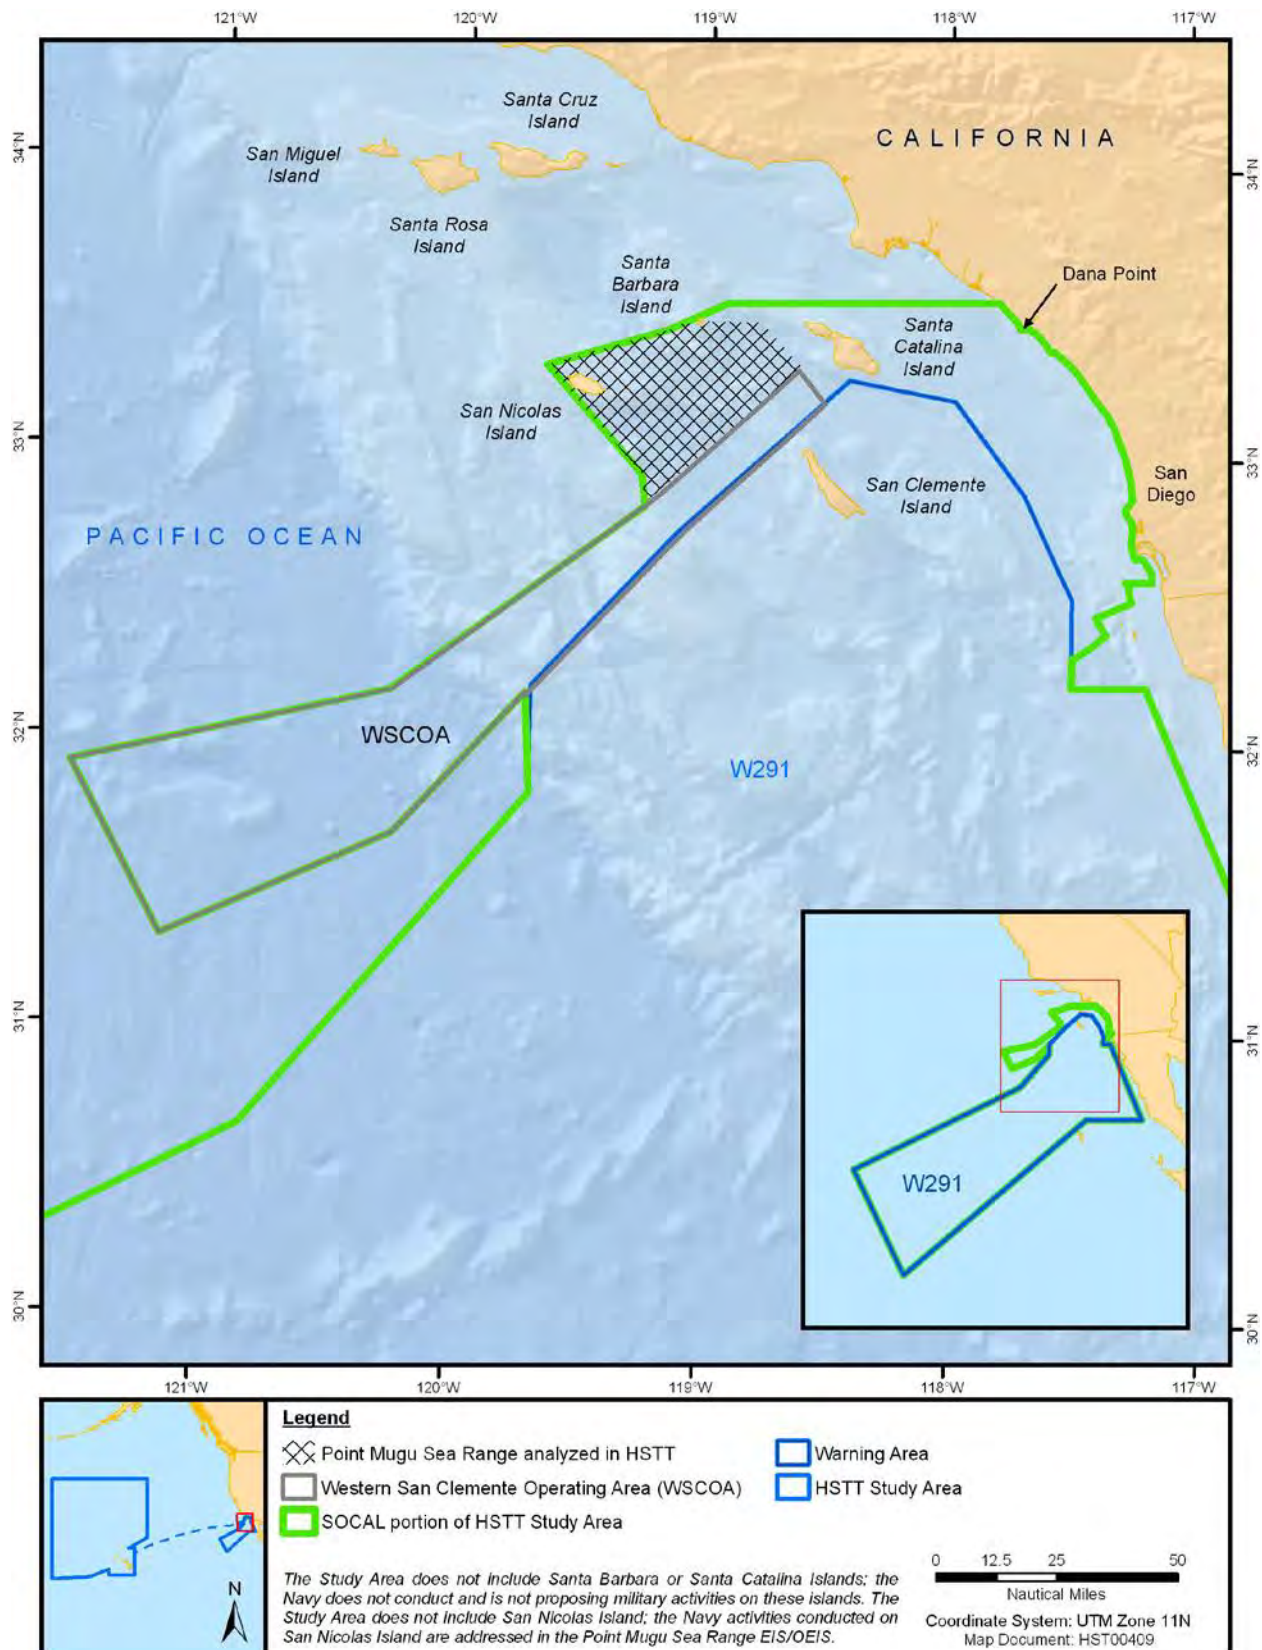 121°W
120°W
119°W
118°W
117°W
34°N
34°N
33°N
33°N
32°N
32°N
31°N
31°N
30°N
30°N
CALIFORNIA
Santa Cruz
Island
San Miguel
Island
Santa Rosa
Island
Santa
Barbara
Island
Dana Point
Santa
Catalina
Island
San Nicolas
Island
San
Diego
San Clemente
Island
PACIFIC OCEAN
WSCOA
W291
W291
121°W
120°W
119°W
118°W
117°W
N
Legend
Point Mugu Sea Range analyzed in HSTT
Western San Clemente Operating Area (WSCOA)
SOCAL portion of HSTT Study Area
Warning Area
HSTT Study Area
The Study Area does not include Santa Barbara or Santa Catalina Islands; the
Navy does not conduct and is not proposing military activities on these islands. The
Study Area does not include San Nicolas Island; the Navy activities conducted on
San Nicolas Island are addressed in the Point Mugu Sea Range EIS/OEIS.
0 12.5 25 50
Nautical Miles
Coordinate System: UTM Zone 11N
Map Document: HST00409